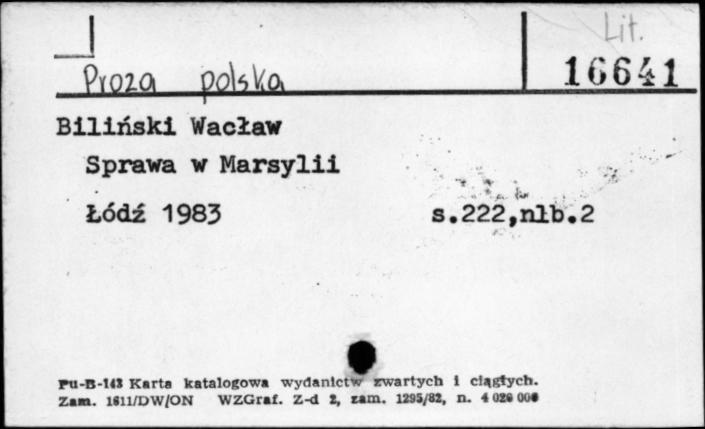 Lit.
Proza polska 16641
Biliński Wacław
Sprawa w Marsylii
Łódź 1983 s.222,nlb.2
Pu-B-143 Karta katalogowa wydanictw zwartych i ciągłych.
Zam. 1611/DW/ON WZGraf. Z-d 2, zam. 1295/82, n. 4 020 000